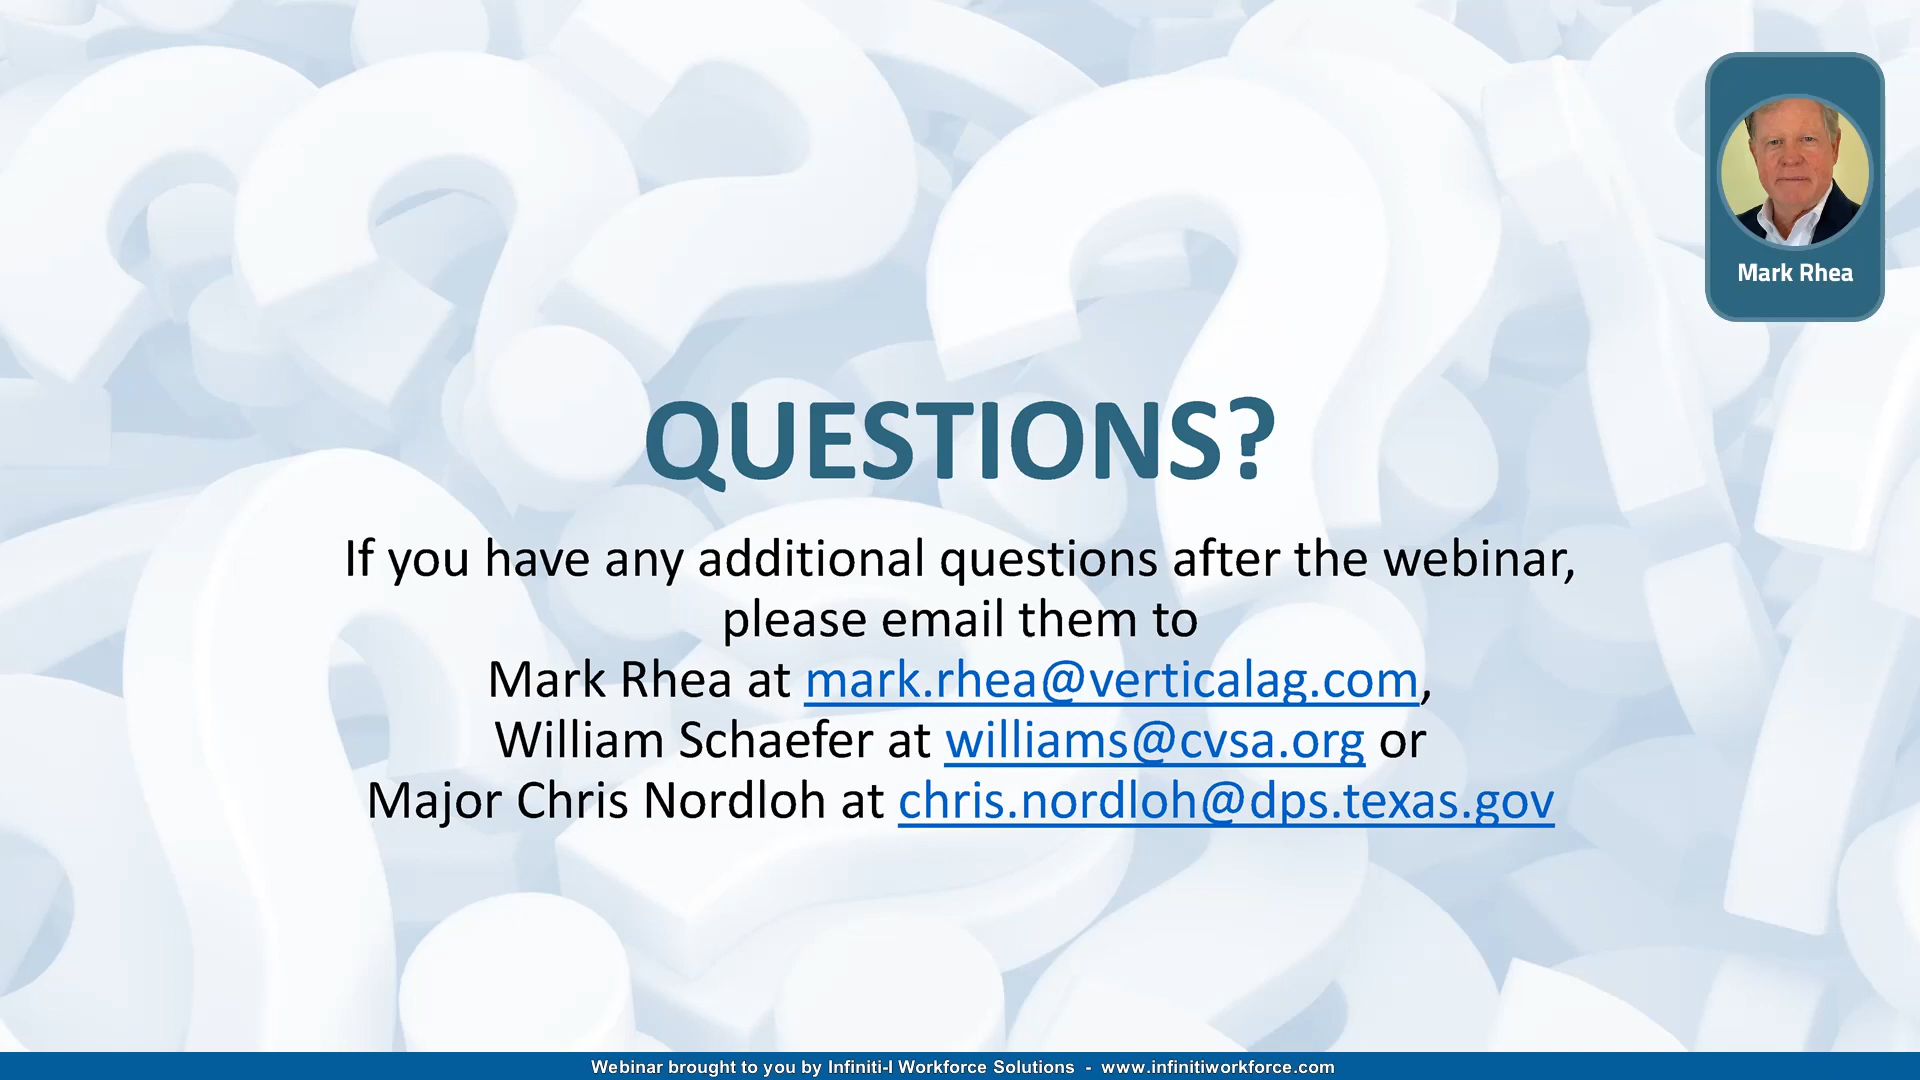 Mark Rhea
QUESTIONS?
If you have any additional questions after the webinar,
please email them to
Mark Rhea at mark.rhea@verticalag.com,
William Schaefer at williams@cvsa.org or
Major Chris Nordloh at chris.nordloh@dps.texas.gov
Webinar brought to you by Infiniti-I Workforce Solutions - www.infinitiworkforce.com